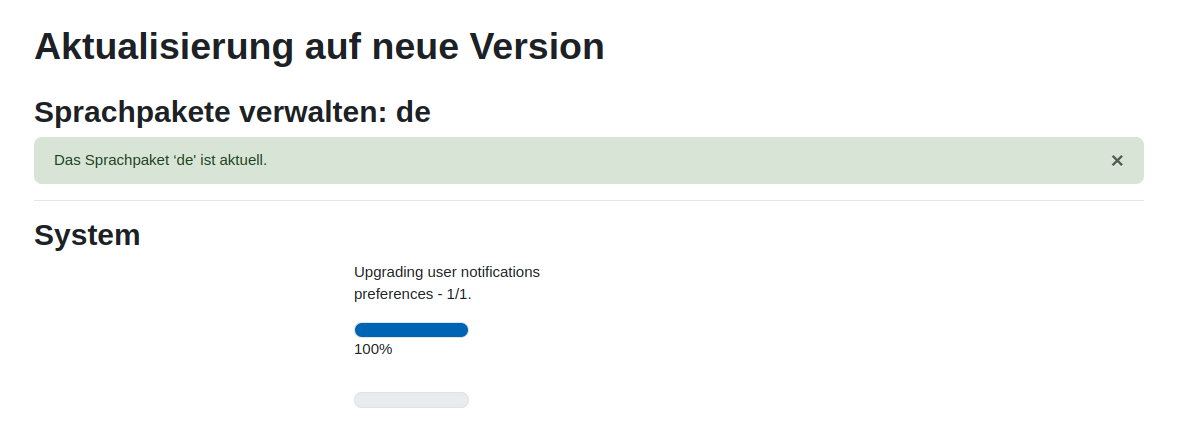 Aktualisierung auf neue Version
Sprachpakete verwalten: de
Das Sprachpaket ‘de’ ist aktuell.
System
Upgrading user notifications
preferences - 1/1.
100%